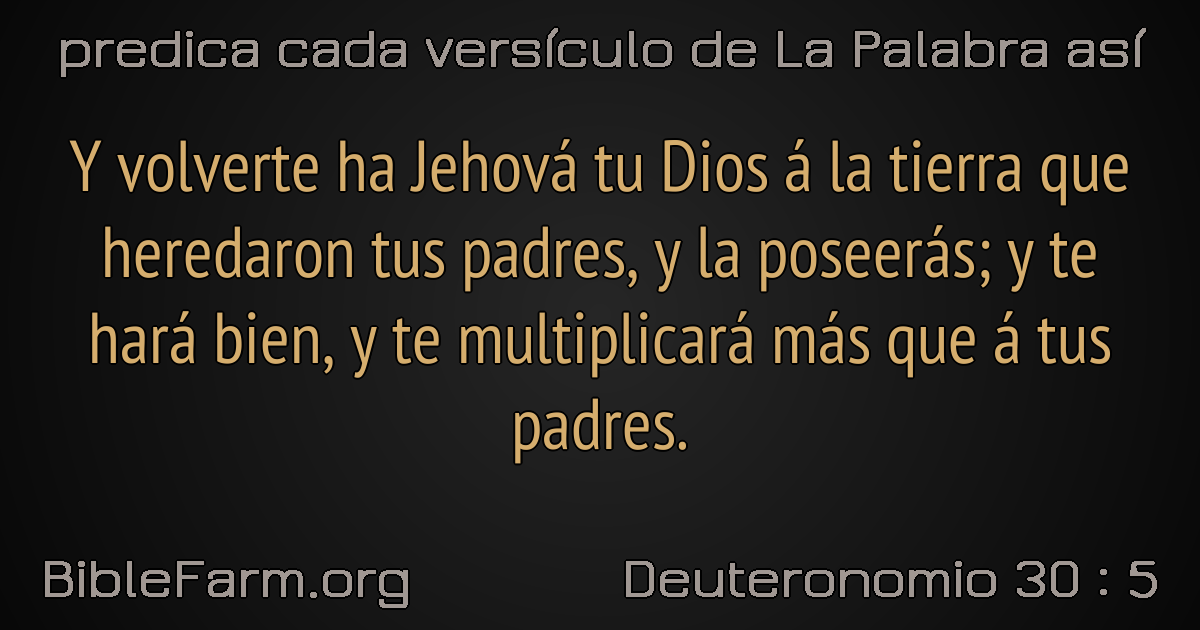 predica cada versículo de La Palabra así
Y volverte ha Jehová tu Dios á la tierra que
heredaron tus padres, y la poseerás; y te
hará bien, y te multiplicará más que á tus
padres.
BibleFarm.org
Deuteronomio 30 : 5